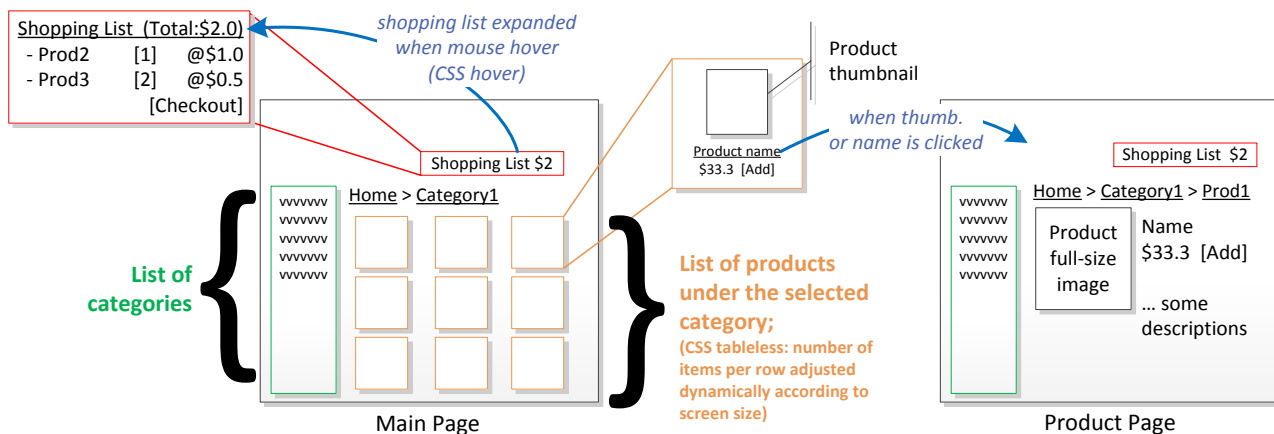 Shopping List (Total:$2.0)
- Prod2 [1] @$1.0
- Prod3 [2] @$0.5
[Checkout]
shopping list expanded
when mouse hover
(CSS hover)
Product
thumbnail
Product name
$33.3 [Add]
when thumb.
or name is clicked
Shopping List $2
Home > Category1
vvvvvvv
vvvvvvv
vvvvvvv
vvvvvvv
vvvvvvv
List of
categories
List of products
under the selected
category;
(CSS tableless: number of
items per row adjusted
dynamically according to
screen size)
Main Page
Shopping List $2
Home > Category1 > Prod1
vvvvvvv
vvvvvvv
vvvvvvv
vvvvvvv
vvvvvvv
Product
full-size
image
Name
$33.3 [Add]
... some
descriptions
Product Page